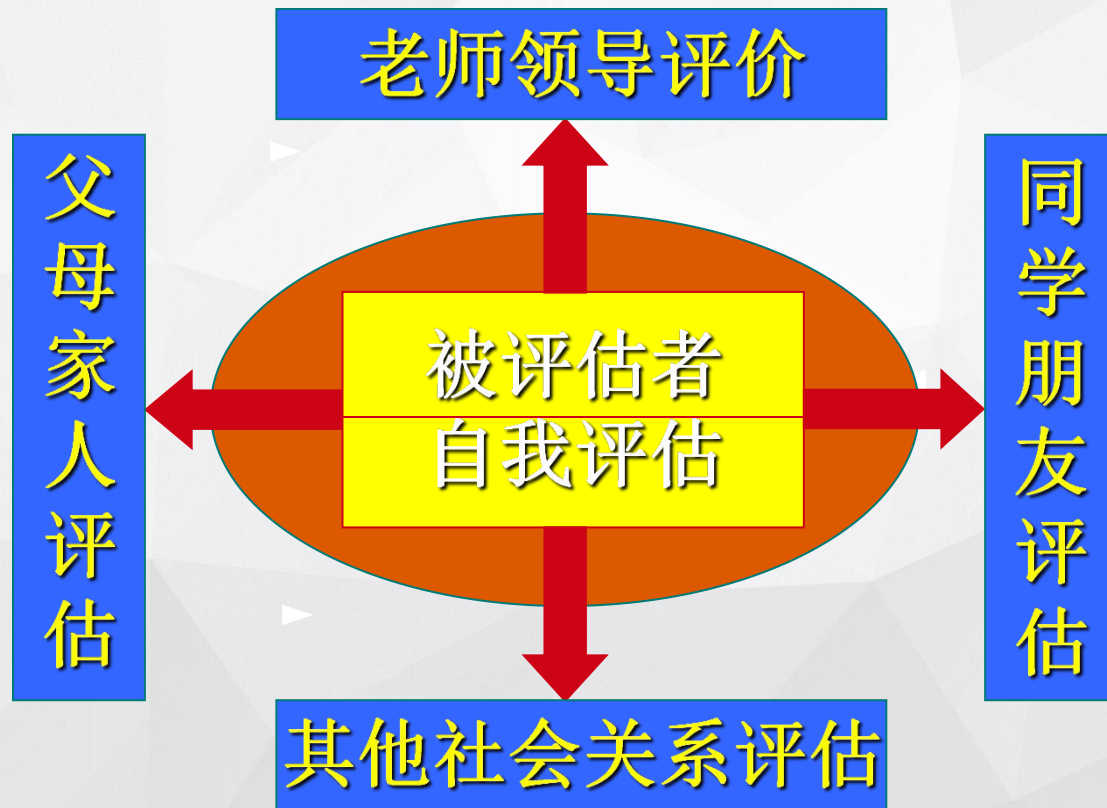 老师领导评价
父母家人评估
被评估者
自我评估
同学朋友评估
其他社会关系评估